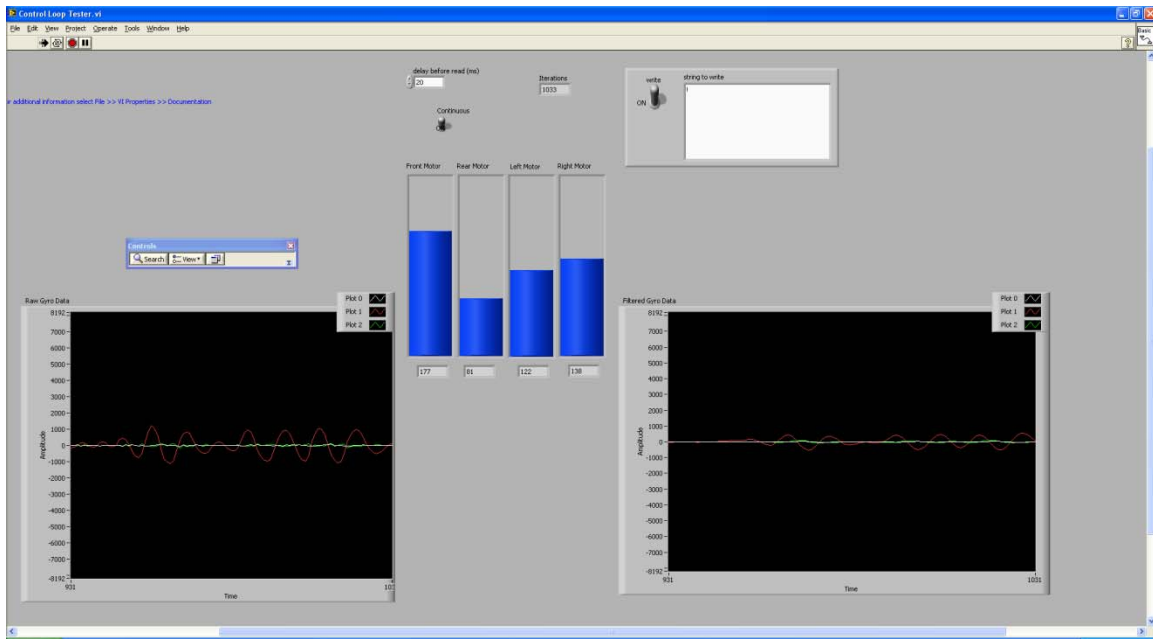 Control Loop Tester.vi
File Edit View Project Operate Tools Window Help
Basic
delay before read (ms)
20
Iterations
1033
write
ON
string to write
or additional information select File >> VI Properties >> Documentation
Continuous
Front Motor Rear Motor Left Motor Right Motor
177 81 122 138
Controls
Search View
Raw Gyro Data
Plot 0
Plot 1
Plot 2
8192
7000
6000
5000
4000
3000
2000
1000
0
-1000
-2000
-3000
-4000
-5000
-6000
-7000
-8192
Amplitude
931
Time
Filtered Gyro Data
Plot 0
Plot 1
Plot 2
8192
7000
6000
5000
4000
3000
2000
1000
0
-1000
-2000
-3000
-4000
-5000
-6000
-7000
-8192
Amplitude
931 1031
Time